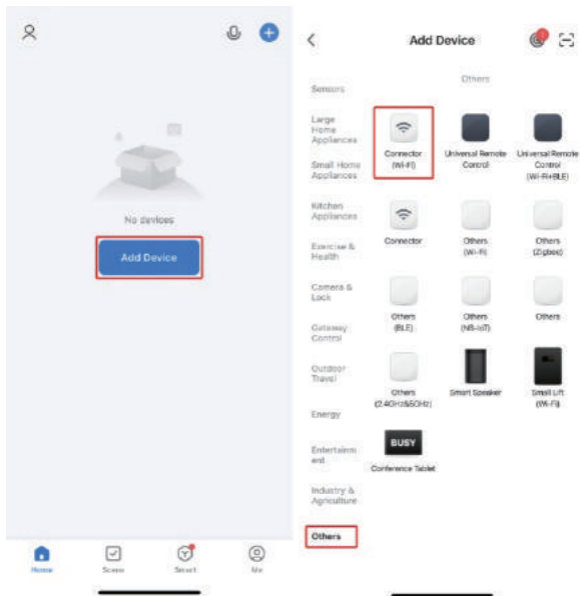 No devices
Add Device
Home
Scene
Smart
Me
Add Device
Others
Sensors
Large
Home
Appliances
Small Home
Appliances
Kitchen
Appliances
Exercise &
Health
Camera &
Lock
Gateway
Control
Outdoor
Travel
Energy
Entertainm
ent
Industry &
Agriculture
Others
Connector
(Wi-Fi)
Universal Remote
Control
Universal Remote
Control
(Wi-Fi+BLE)
Connector
Others
(Wi-Fi)
Others
(Zigbee)
Others
(BLE)
Others
(NB-IoT)
Others
Others
(2.4GHz&5GHz)
Smart Speaker
Small Lift
(Wi-Fi)
BUSY
Conference Tablet